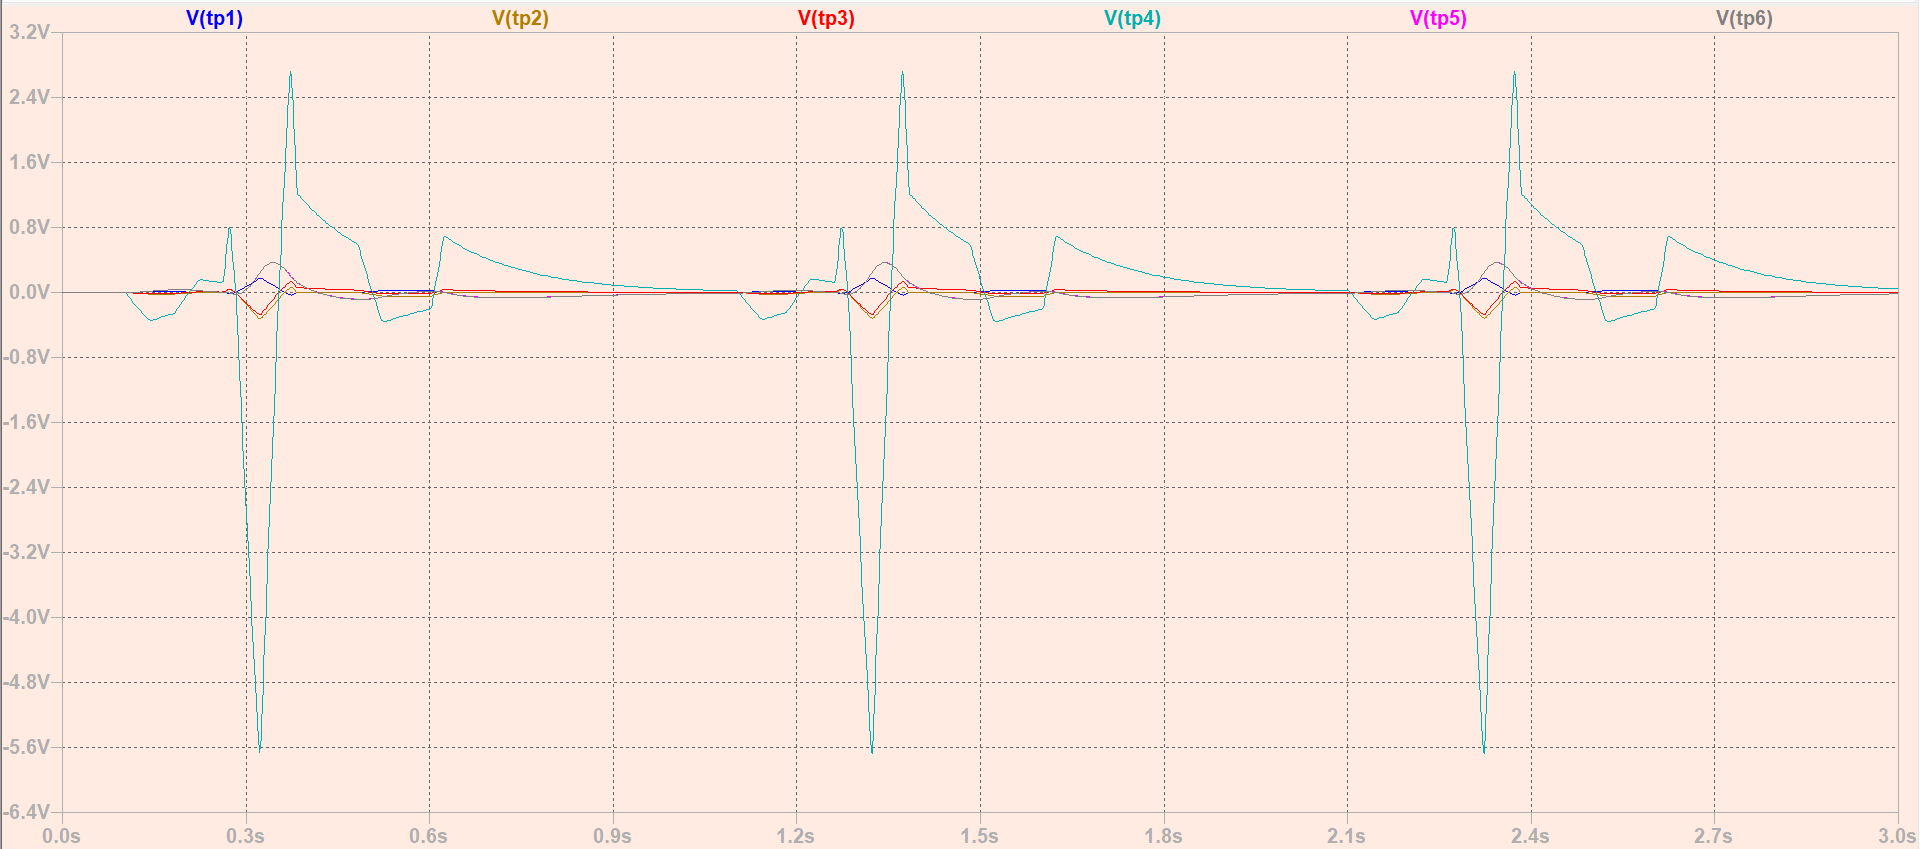 V(tp1) V(tp2) V(tp3) V(tp4) V(tp5) V(tp6)
3.2V
2.4V
1.6V
0.8V
0.0V
-0.8V
-1.6V
-2.4V
-3.2V
-4.0V
-4.8V
-5.6V
-6.4V
0.0s 0.3s 0.6s 0.9s 1.2s 1.5s 1.8s 2.1s 2.4s 2.7s 3.0s